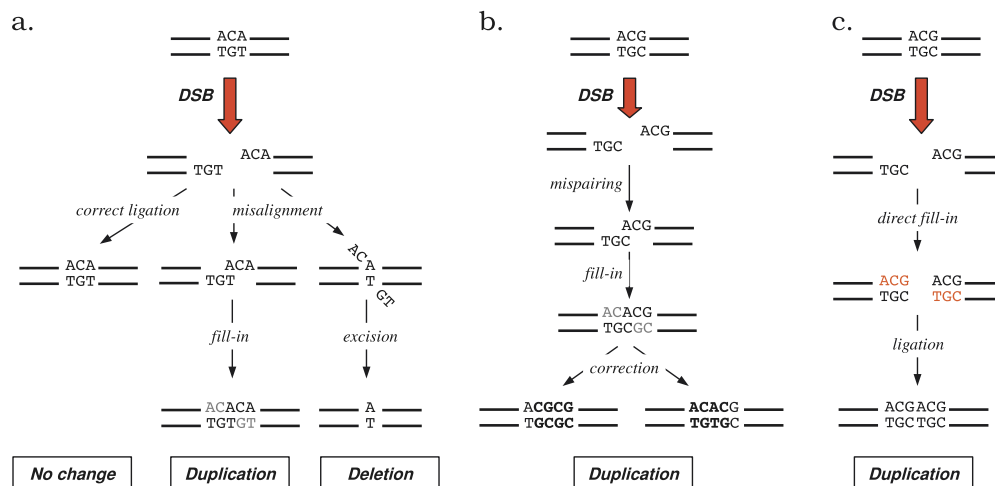 a.
ACA
TGT
DSB
ACA
TGT
correct ligation
misalignment
ACA
TGT
ACA
TGT
ACA
T
GT
fill-in
excision
ACACA
TGTGT
A
T
No change
Duplication
Deletion
b.
ACG
TGC
DSB
ACG
TGC
mispairing
ACG
TGC
fill-in
ACACG
TGCGC
correction
ACGCG
TGCGC
ACACG
TGTGC
Duplication
c.
ACG
TGC
DSB
ACG
TGC
direct fill-in
ACG ACG
TGC TGC
ligation
ACGACG
TGCTGC
Duplication